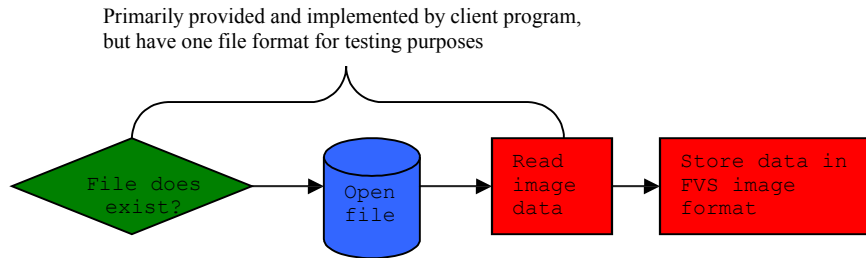 Primarily provided and implemented by client program,
but have one file format for testing purposes
File does
exist?
Open
file
Read
image
data
Store data in
FVS image
format